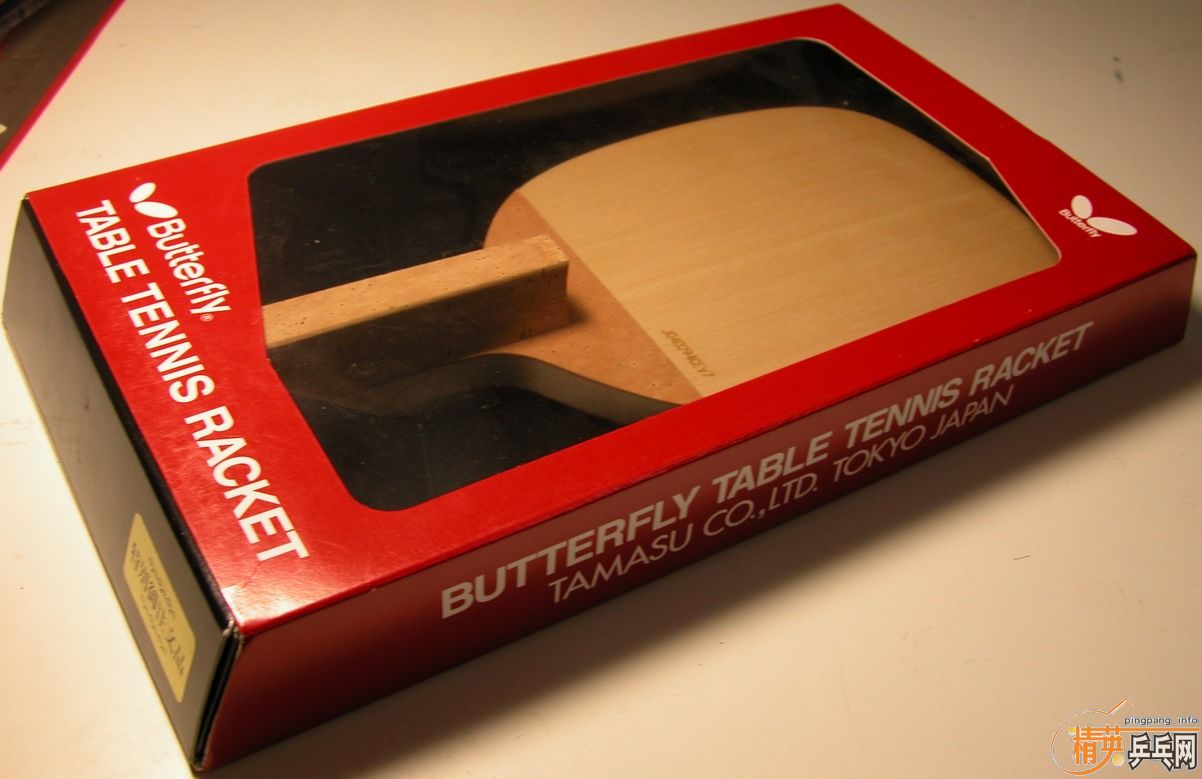 Butterfly®
TABLE TENNIS RACKET
Butterfly
BUTTERFLY TABLE TENNIS RACKET
TAMASU CO.,LTD. TOKYO JAPAN
pingpang.info
精英乒乓网